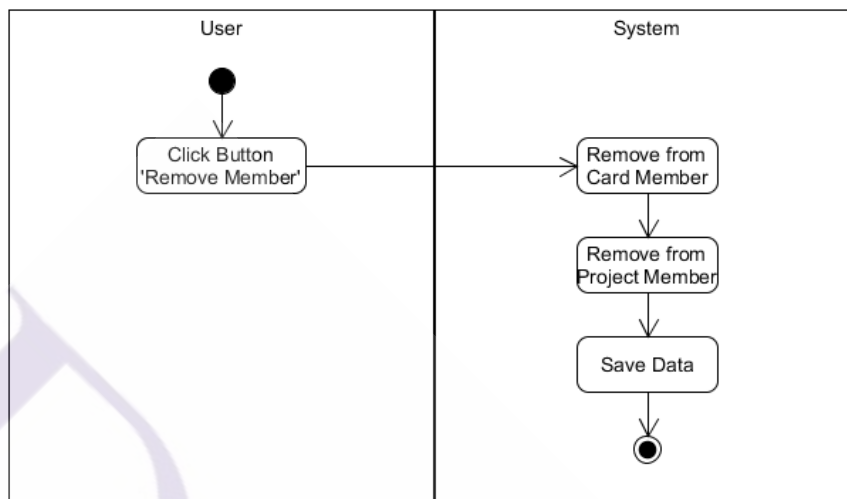 User
System
Click Button
'Remove Member'
Remove from
Card Member
Remove from
Project Member
Save Data